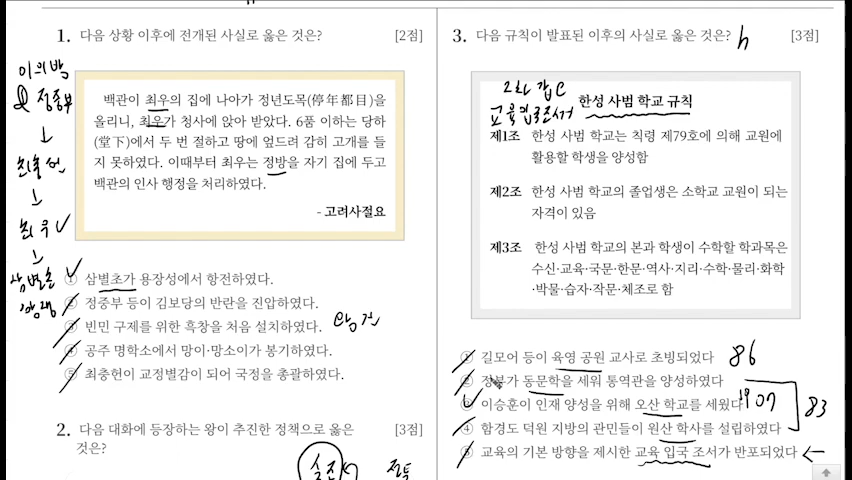 1. 다음 상황 이후에 전개된 사실로 옳은 것은? [2점]
이의방
정중부
↓
최충헌
↓
최우 ✓
↓
삼별초
항쟁
백관이 최우의 집에 나아가 정년도목(停年都目)을
올리니, 최우가 청사에 앉아 받았다. 6품 이하는 당하
(堂下)에서 두 번 절하고 땅에 엎드려 감히 고개를 들
지 못하였다. 이때부터 최우는 정방을 자기 집에 두고
백관의 인사 행정을 처리하였다.
- 고려사절요
① 삼별초가 용장성에서 항전하였다.
② 정중부 등이 김보당의 반란을 진압하였다.
③ 빈민 구제를 위한 흑창을 처음 설치하였다. 왕건
④ 공주 명학소에서 망이·망소이가 봉기하였다.
⑤ 최충헌이 교정별감이 되어 국정을 총괄하였다.
2. 다음 대화에 등장하는 왕이 추진한 정책으로 옳은 [3점]
것은?
3. 다음 규칙이 발표된 이후의 사실로 옳은 것은? [3점]
2차 갑
교육입국조서
한성 사범 학교 규칙
제1조 한성 사범 학교는 칙령 제79호에 의해 교원에
활용할 학생을 양성함
제2조 한성 사범 학교의 졸업생은 소학교 교원이 되는
자격이 있음
제3조 한성 사범 학교의 본과 학생이 수학할 학과목은
수신·교육·국문·한문·역사·지리·수학·물리·화학
·박물·습자·작문·체조로 함
① 길모어 등이 육영 공원 교사로 초빙되었다 86
② 정부가 동문학을 세워 통역관을 양성하였다
③ 이승훈이 인재 양성을 위해 오산 학교를 세웠다 1907
83
④ 함경도 덕원 지방의 관민들이 원산 학사를 설립하였다
⑤ 교육의 기본 방향을 제시한 교육 입국 조서가 반포되었다 ←